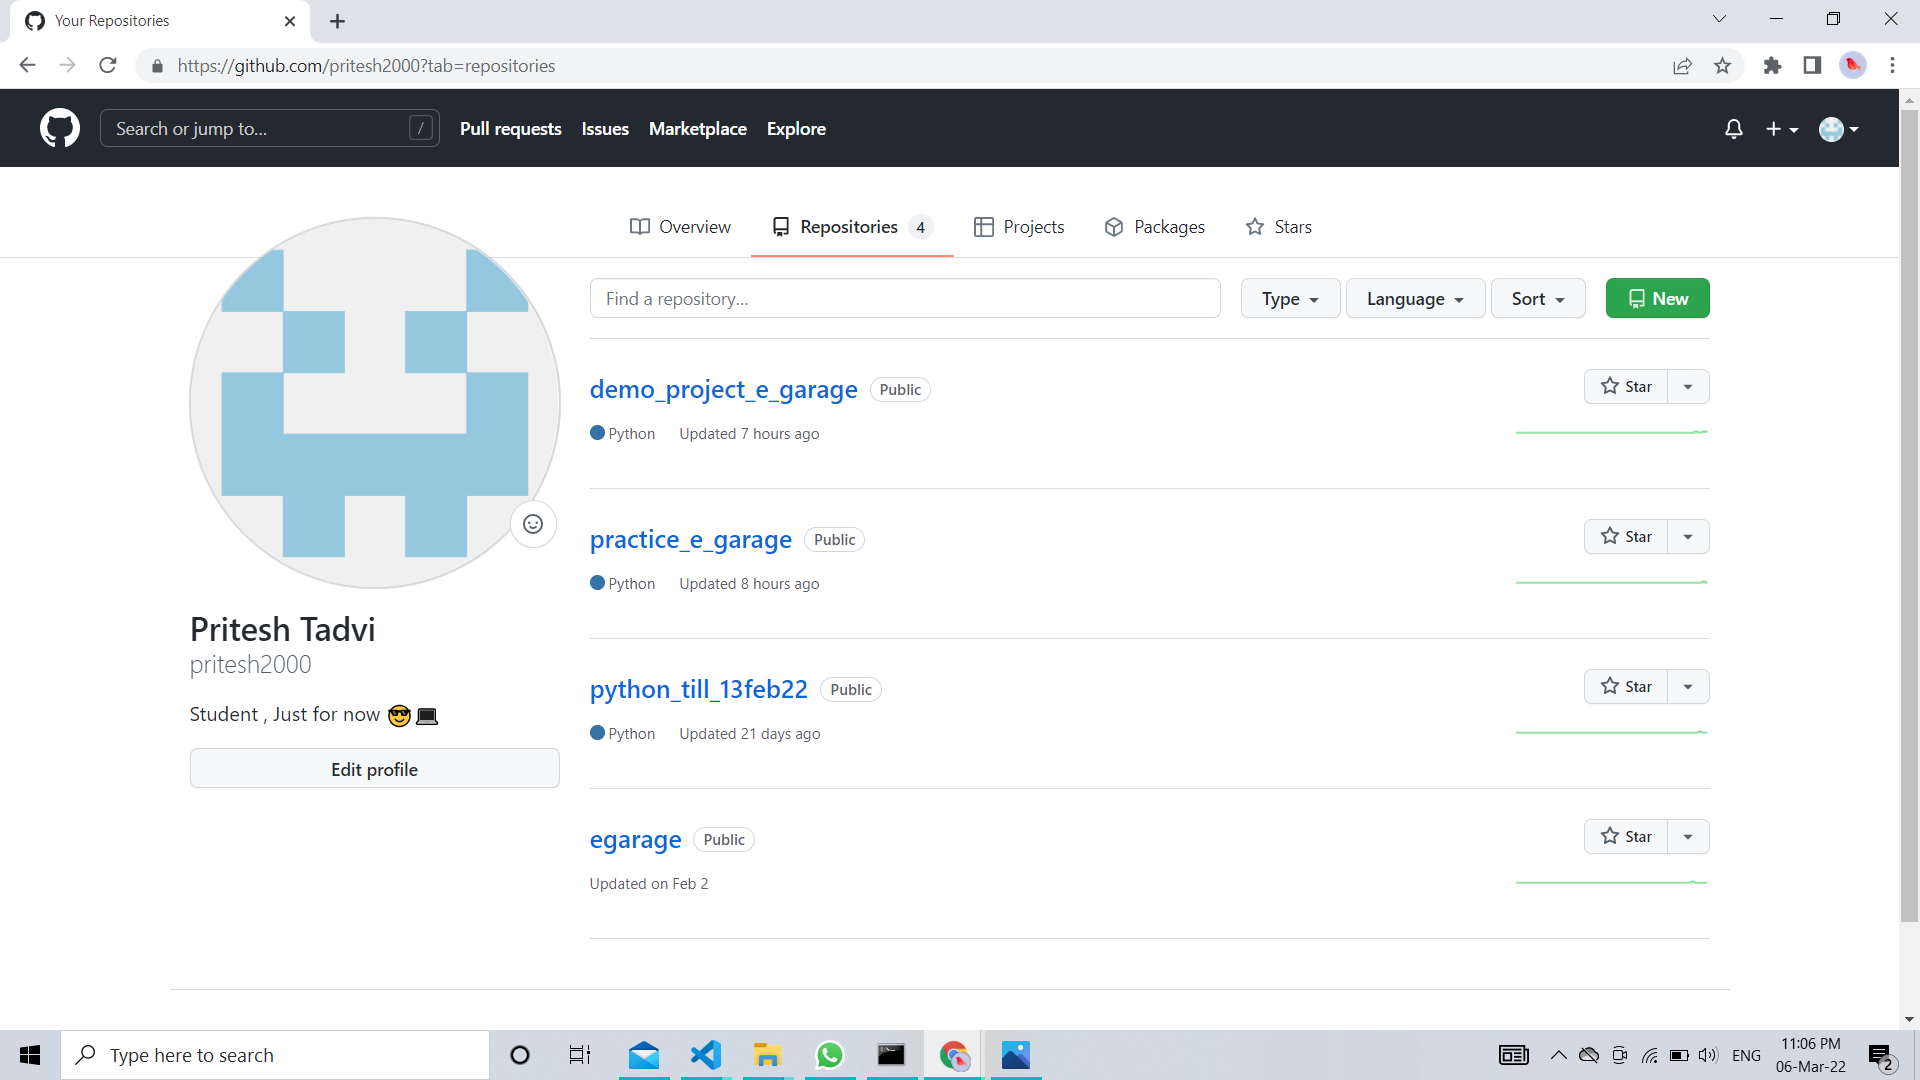 Your Repositories
https://github.com/pritesh2000?tab=repositories
Search or jump to... /
Pull requests Issues Marketplace Explore
Overview Repositories 4 Projects Packages Stars
Find a repository... Type Language Sort New
demo_project_e_garage Public Star
Python Updated 7 hours ago
practice_e_garage Public Star
Python Updated 8 hours ago
Pritesh Tadvi
pritesh2000
Student , Just for now 😎💻
Edit profile
python_till_13feb22 Public Star
Python Updated 21 days ago
egarage Public Star
Updated on Feb 2
Type here to search
ENG
11:06 PM
06-Mar-22
2